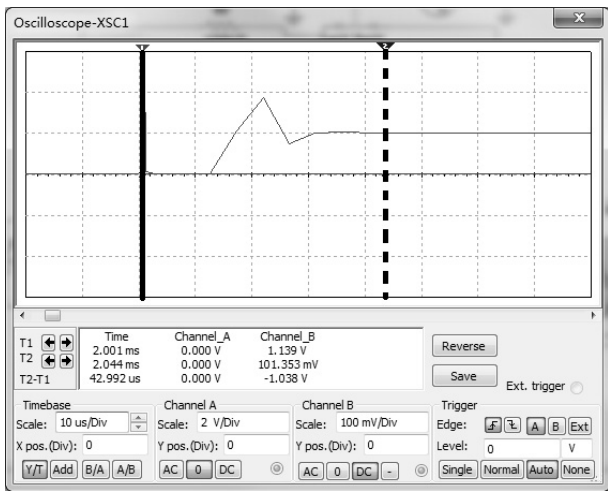 Oscilloscope-XSC1
x
1
2
T1
T2
T2-T1
Time Channel_A Channel_B
2.001 ms 0.000 V 1.139 V
2.044 ms 0.000 V 101.353 mV
42.992 us 0.000 V -1.038 V
Reverse
Save
Ext. trigger
Timebase
Scale: 10 us/Div
X pos.(Div): 0
Y/T Add B/A A/B
Channel A
Scale: 2 V/Div
Y pos.(Div): 0
AC 0 DC
Channel B
Scale: 100 mV/Div
Y pos.(Div): 0
AC 0 DC -
Trigger
Edge: A B Ext
Level: 0 V
Single Normal Auto None